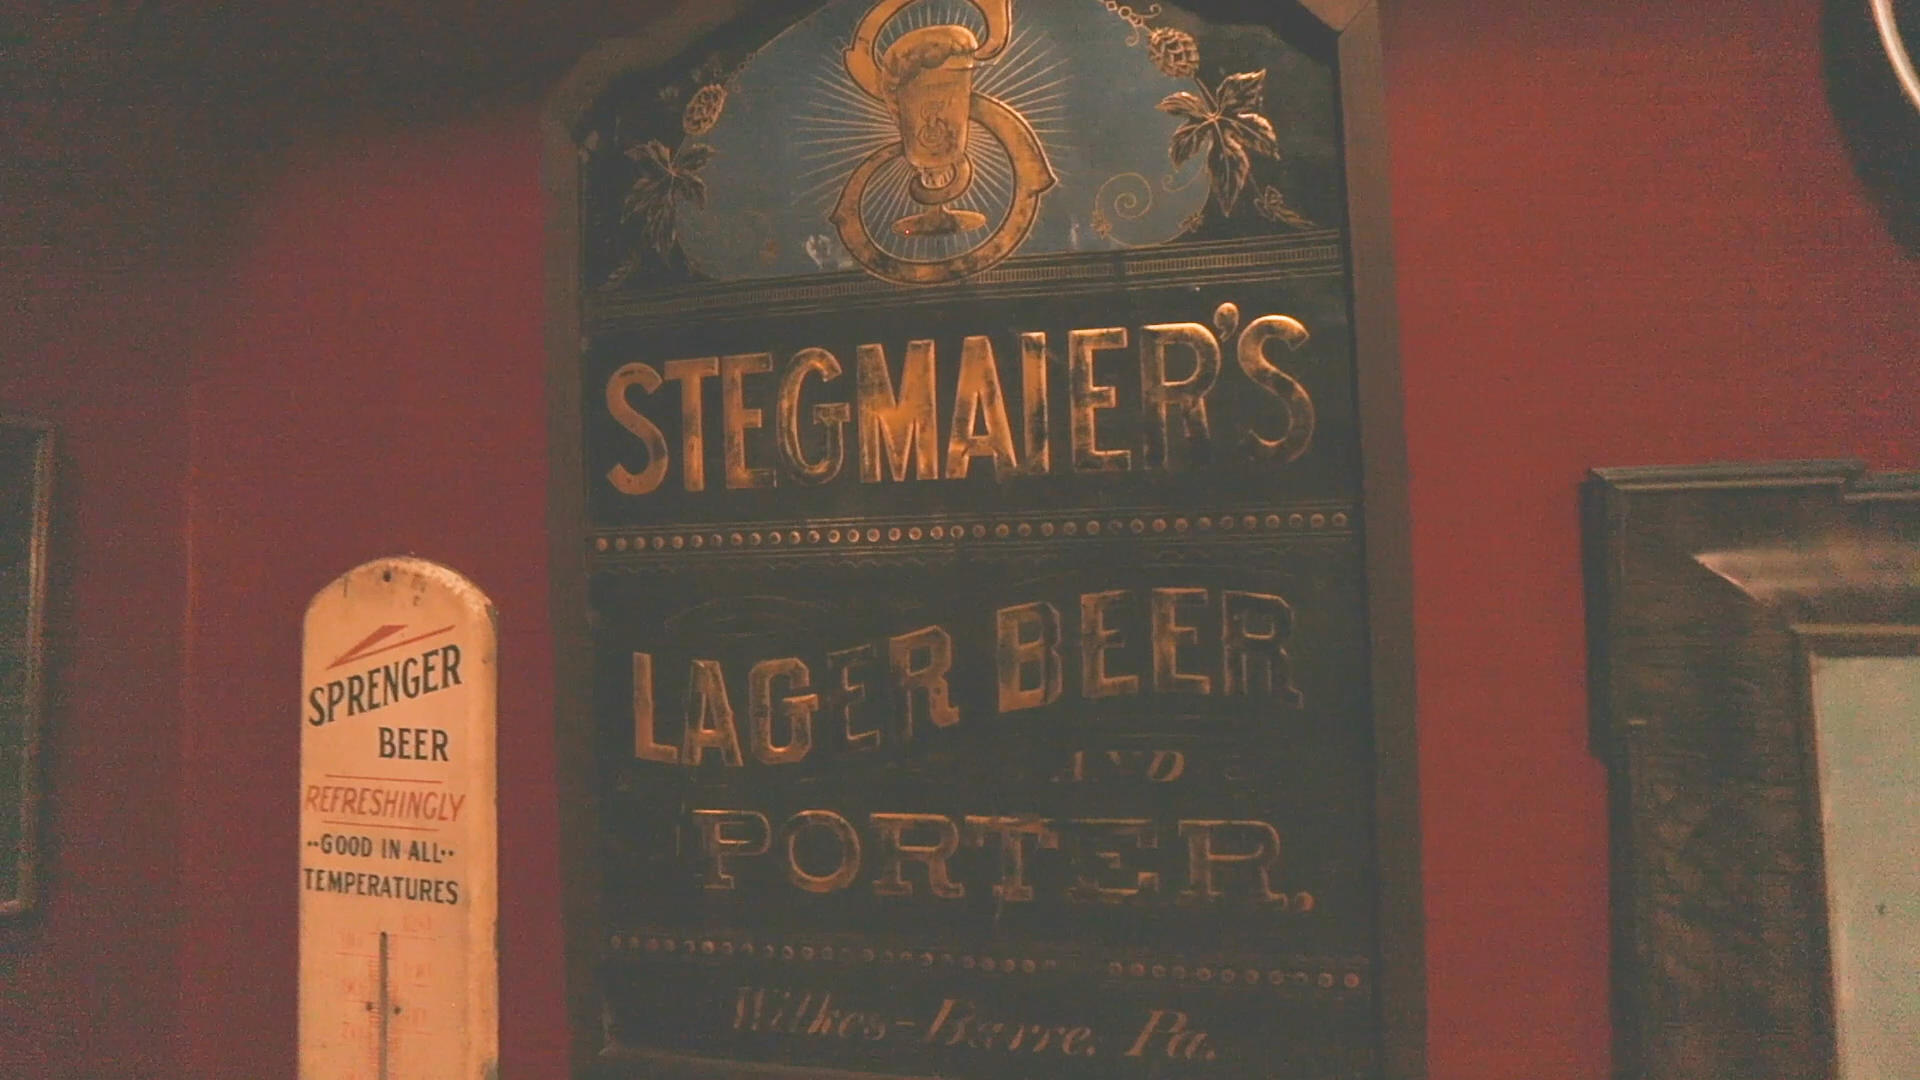 STEGMAIER'S
LAGER BEER
AND
PORTER.
Wilkes-Barre, Pa.
SPRENGER
BEER
REFRESHINGLY
··GOOD IN ALL··
TEMPERATURES